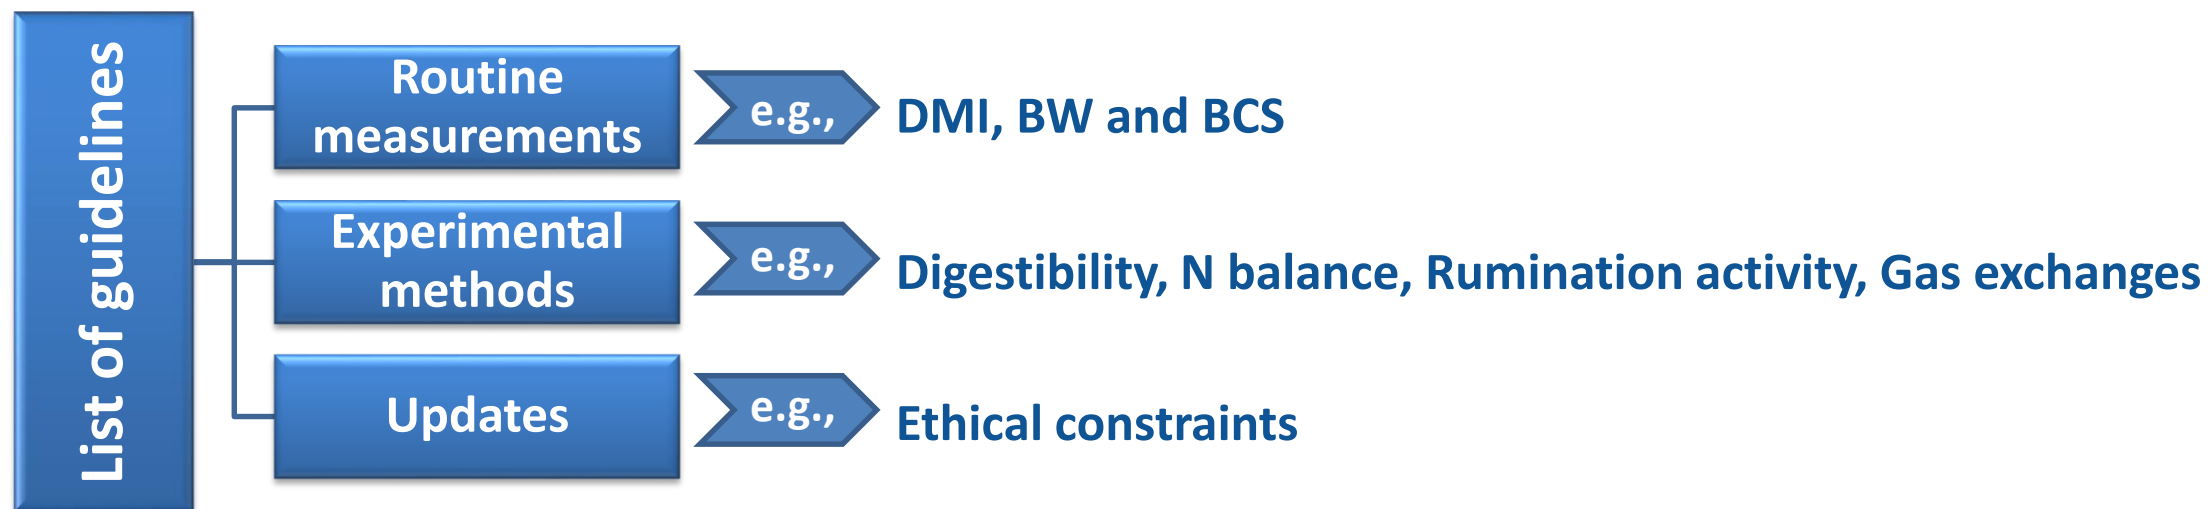 List of guidelines
Routine
measurements
e.g.,
DMI, BW and BCS
Experimental
methods
e.g.,
Digestibility, N balance, Rumination activity, Gas exchanges
Updates
e.g.,
Ethical constraints